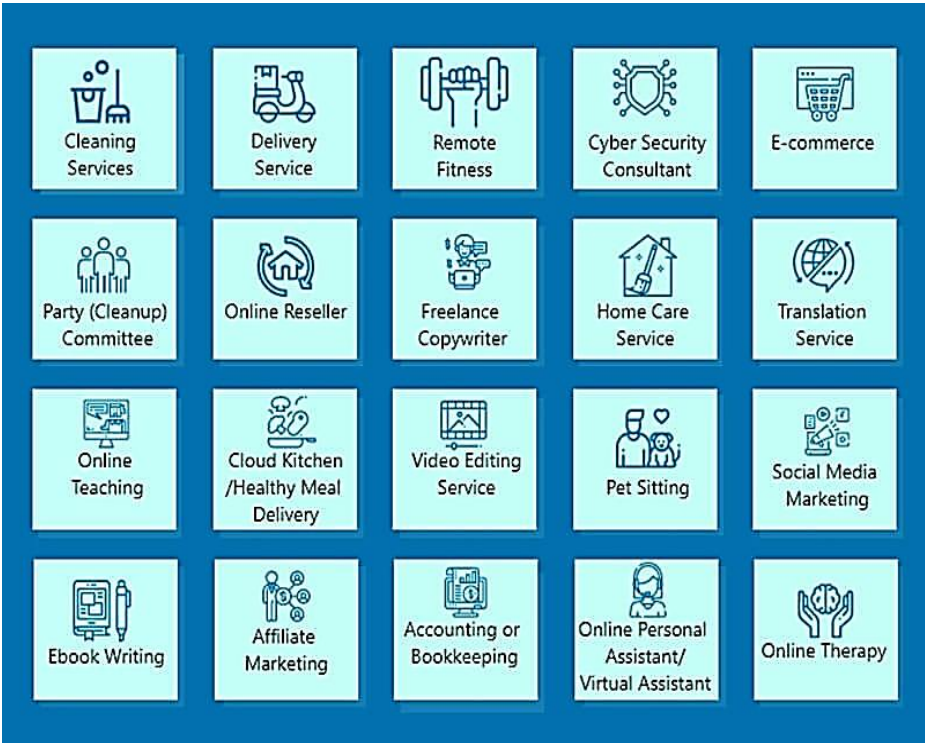 Cleaning
Services
Delivery
Service
Remote
Fitness
Cyber Security
Consultant
E-commerce
Party (Cleanup)
Committee
Online Reseller
Freelance
Copywriter
Home Care
Service
Translation
Service
Online
Teaching
Cloud Kitchen
/Healthy Meal
Delivery
Video Editing
Service
Pet Sitting
Social Media
Marketing
Ebook Writing
Affiliate
Marketing
Accounting or
Bookkeeping
Online Personal
Assistant/
Virtual Assistant
Online Therapy